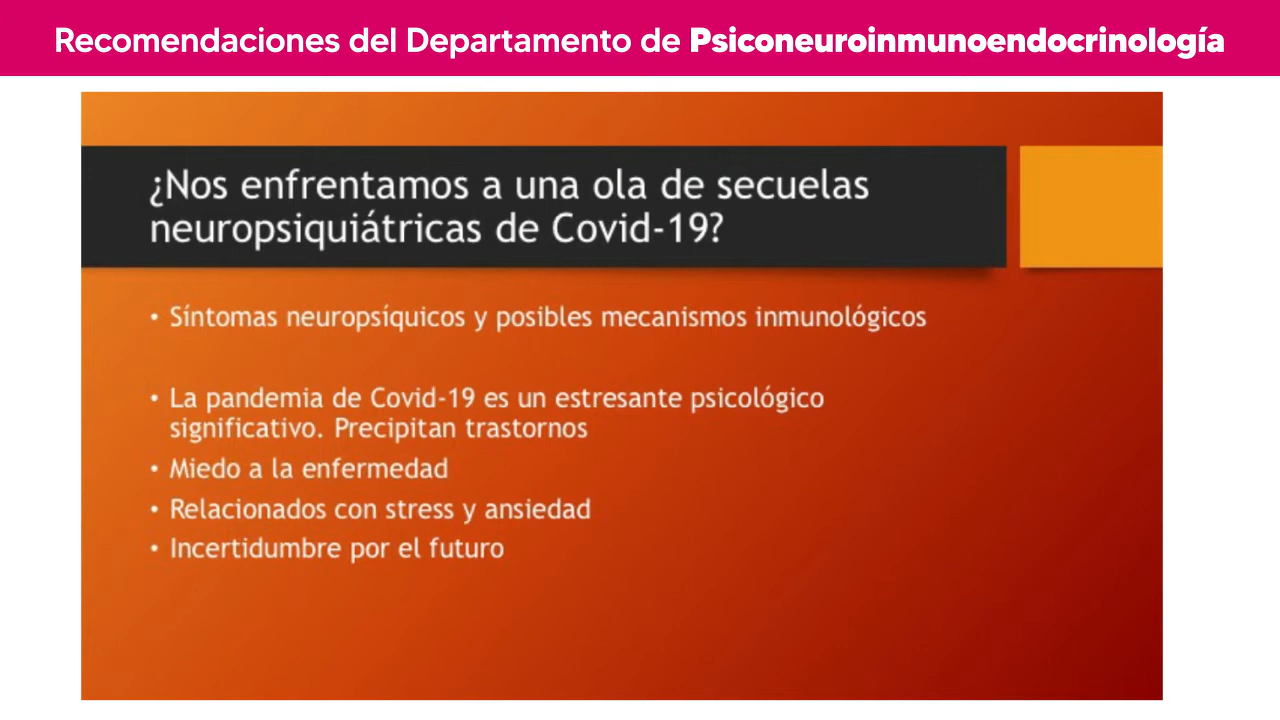 Recomendaciones del Departamento de Psiconeuroinmunoendocrinología
¿Nos enfrentamos a una ola de secuelas
neuropsiquiátricas de Covid-19?
• Síntomas neuropsíquicos y posibles mecanismos inmunológicos
• La pandemia de Covid-19 es un estresante psicológico
significativo. Precipitan trastornos
• Miedo a la enfermedad
• Relacionados con stress y ansiedad
• Incertidumbre por el futuro